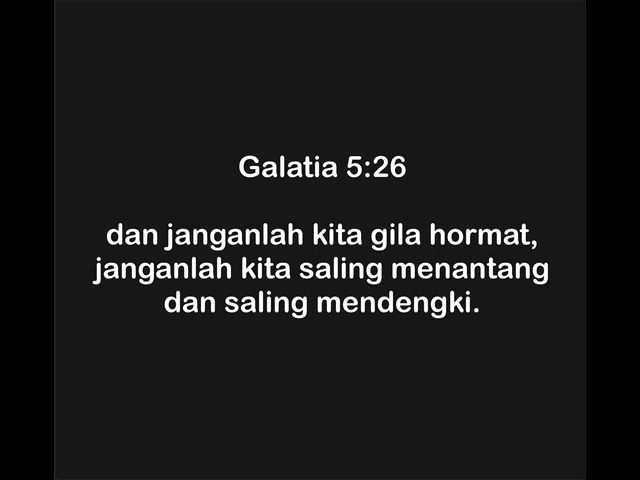 Galatia 5:26
dan janganlah kita gila hormat,
janganlah kita saling menantang
dan saling mendengki.